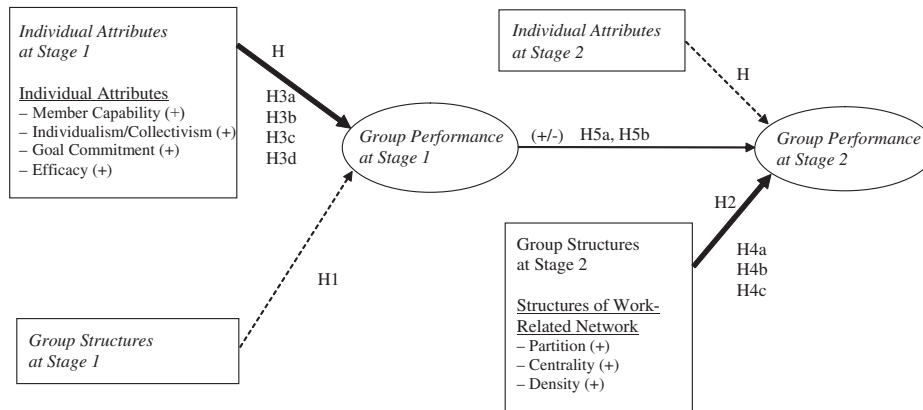 Individual Attributes
at Stage 1
Individual Attributes
– Member Capability (+)
– Individualism/Collectivism (+)
– Goal Commitment (+)
– Efficacy (+)
H
H3a
H3b
H3c
H3d
Group Performance
at Stage 1
H1
Group Structures
at Stage 1
(+/-) H5a, H5b
Individual Attributes
at Stage 2
H
Group Performance
at Stage 2
H2
H4a
H4b
H4c
Group Structures
at Stage 2
Structures of Work-
Related Network
– Partition (+)
– Centrality (+)
– Density (+)